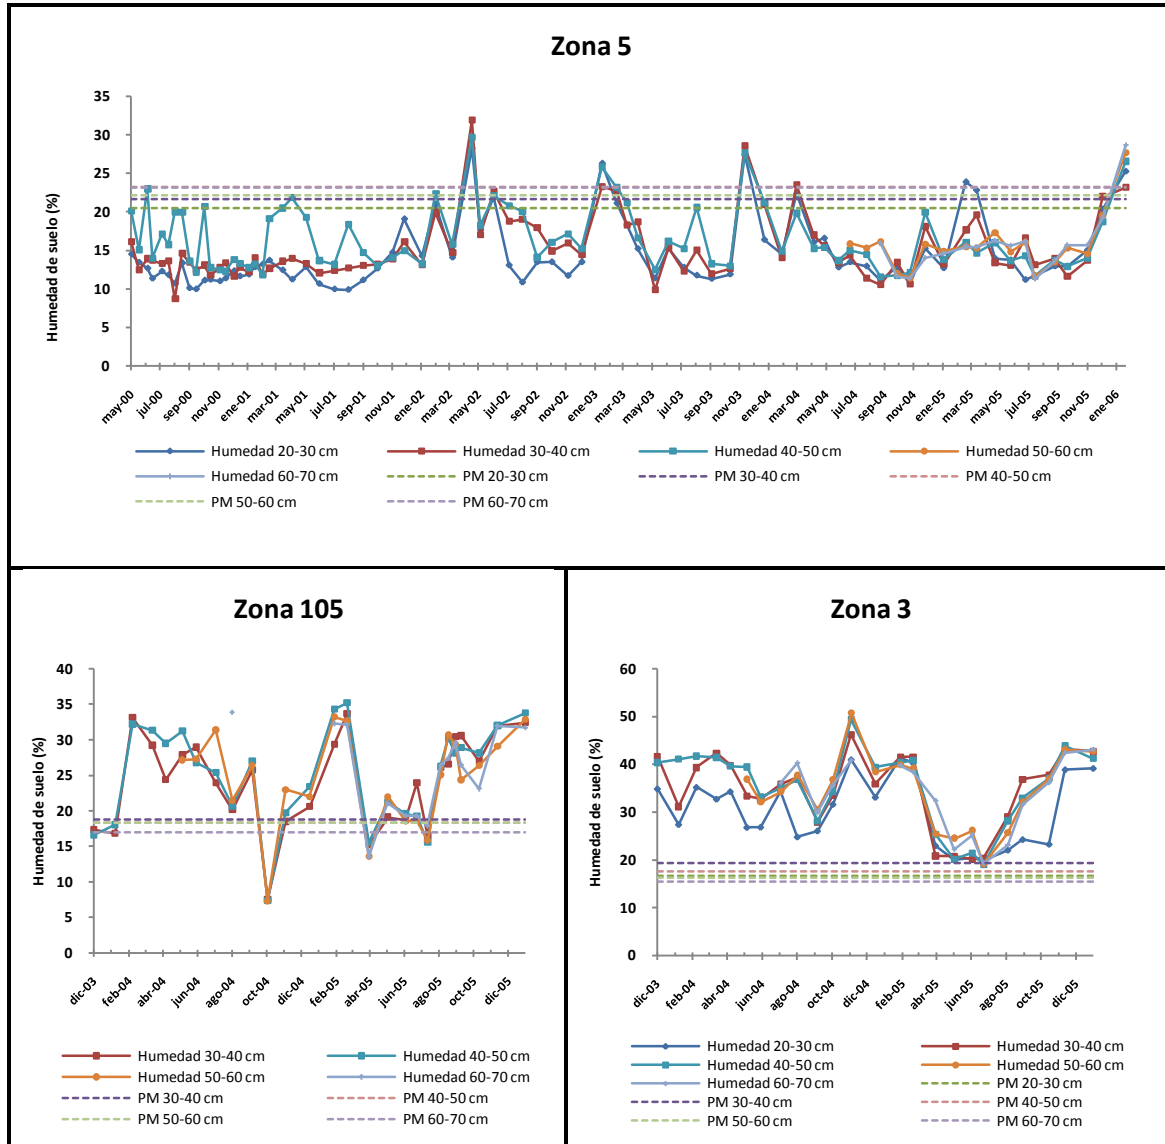 Zona 5
Humedad de suelo (%)
35
30
25
20
15
10
5
0
may-00 jul-00 sep-00 nov-00 ene-01 mar-01 may-01 jul-01 sep-01 nov-01 ene-02 mar-02 may-02 jul-02 sep-02 nov-02 ene-03 mar-03 may-03 jul-03 sep-03 nov-03 ene-04 mar-04 may-04 jul-04 sep-04 nov-04 ene-05 mar-05 may-05 jul-05 sep-05 nov-05 ene-06
Humedad 20-30 cm Humedad 30-40 cm Humedad 40-50 cm Humedad 50-60 cm
Humedad 60-70 cm PM 20-30 cm PM 30-40 cm PM 40-50 cm
PM 50-60 cm PM 60-70 cm
Zona 105
Humedad de suelo (%)
40
35
30
25
20
15
10
5
0
dic-03 feb-04 abr-04 jun-04 ago-04 oct-04 dic-04 feb-05 abr-05 jun-05 ago-05 oct-05 dic-05
Humedad 30-40 cm Humedad 40-50 cm
Humedad 50-60 cm Humedad 60-70 cm
PM 30-40 cm PM 40-50 cm
PM 50-60 cm PM 60-70 cm
Zona 3
Humedad de suelo (%)
60
50
40
30
20
10
0
dic-03 feb-04 abr-04 jun-04 ago-04 oct-04 dic-04 feb-05 abr-05 jun-05 ago-05 oct-05 dic-05
Humedad 20-30 cm Humedad 30-40 cm
Humedad 40-50 cm Humedad 50-60 cm
Humedad 60-70 cm PM 20-30 cm
PM 30-40 cm PM 40-50 cm
PM 50-60 cm PM 60-70 cm